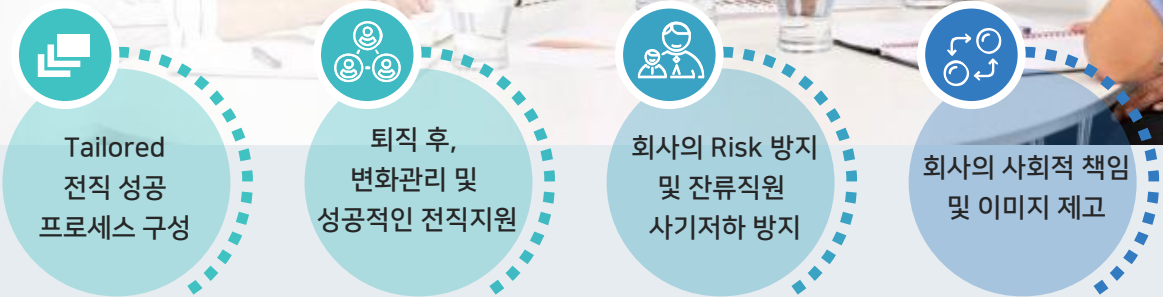 Tailored
전직 성공
프로세스 구성
퇴직 후,
변화관리 및
성공적인 전직지원
회사의 Risk 방지
및 잔류직원
사기저하 방지
회사의 사회적 책임
및 이미지 제고